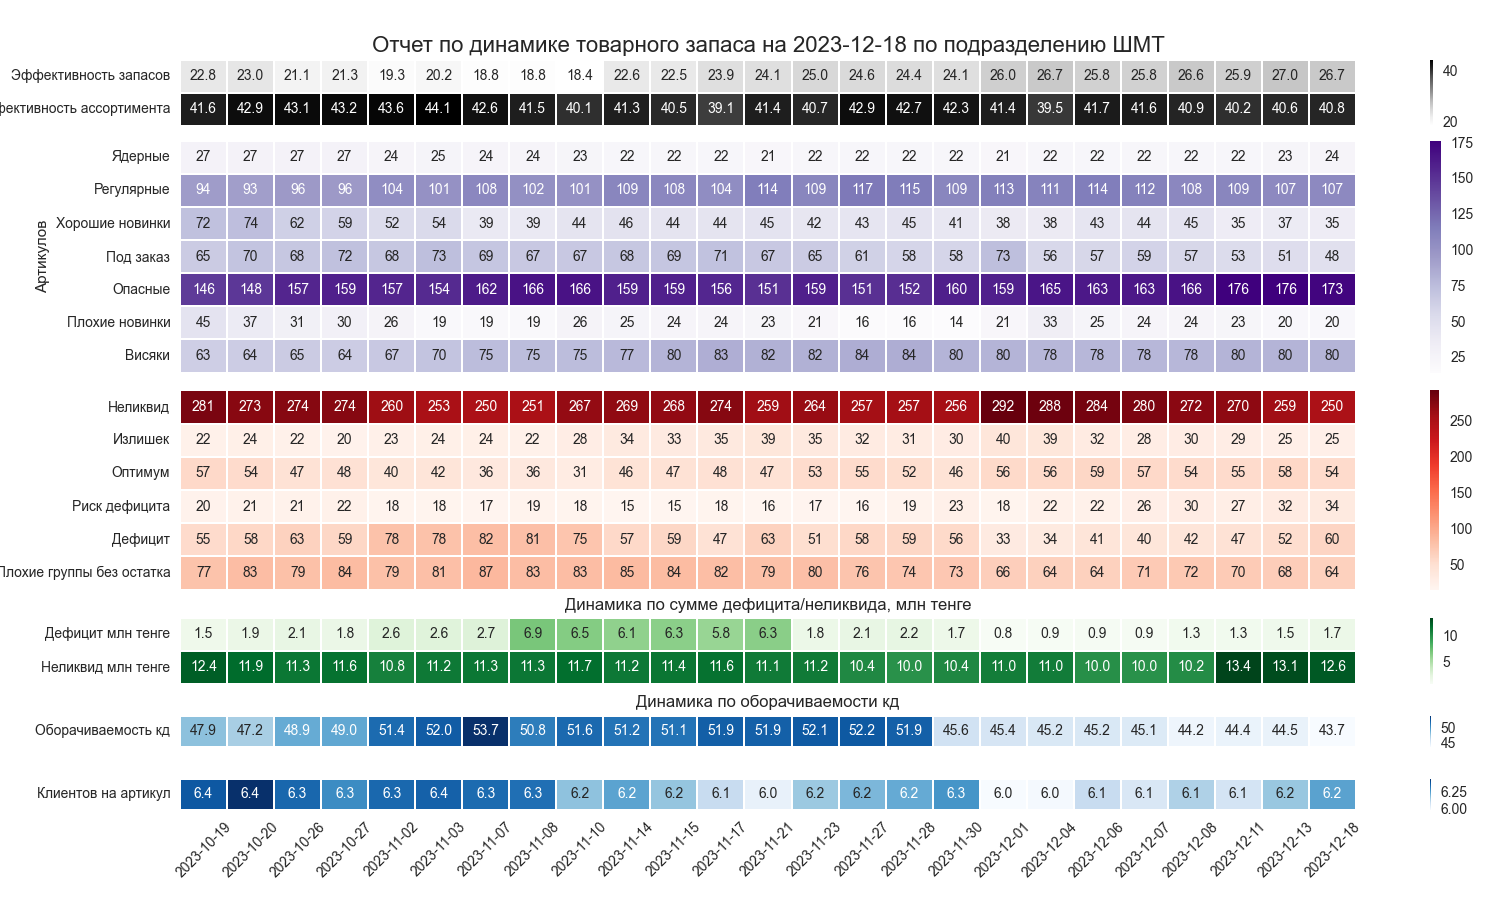 Отчет по динамике товарного запаса на 2023-12-18 по подразделению ШМТ
Эффективность запасов 22.8 23.0 21.1 21.3 19.3 20.2 18.8 18.8 18.4 22.6 22.5 23.9 24.1 25.0 24.6 24.4 24.1 26.0 26.7 25.8 25.8 26.6 25.9 27.0 26.7
фективность ассортимента 41.6 42.9 43.1 43.2 43.6 44.1 42.6 41.5 40.1 41.3 40.5 39.1 41.4 40.7 42.9 42.7 42.3 41.4 39.5 41.7 41.6 40.9 40.2 40.6 40.8
40
20
Артикулов
Ядерные 27 27 27 27 24 25 24 24 23 22 22 22 21 22 22 22 22 21 22 22 22 22 22 23 24
Регулярные 94 93 96 96 104 101 108 102 101 109 108 104 114 109 117 115 109 113 111 114 112 108 109 107 107
Хорошие новинки 72 74 62 59 52 54 39 39 44 46 44 44 45 42 43 45 41 38 38 43 44 45 35 37 35
Под заказ 65 70 68 72 68 73 69 67 67 68 69 71 67 65 61 58 58 73 56 57 59 57 53 51 48
Опасные 146 148 157 159 157 154 162 166 166 159 159 156 151 159 151 152 160 159 165 163 163 166 176 176 173
Плохие новинки 45 37 31 30 26 19 19 19 26 25 24 24 23 21 16 16 14 21 33 25 24 24 23 20 20
Висяки 63 64 65 64 67 70 75 75 75 77 80 83 82 82 84 84 80 80 78 78 78 78 80 80 80
175
150
125
100
75
50
25
Неликвид 281 273 274 274 260 253 250 251 267 269 268 274 259 264 257 257 256 292 288 284 280 272 270 259 250
Излишек 22 24 22 20 23 24 24 22 28 34 33 35 39 35 32 31 30 40 39 32 28 30 29 25 25
Оптимум 57 54 47 48 40 42 36 36 31 46 47 48 47 53 55 52 46 56 56 59 57 54 55 58 54
Риск дефицита 20 21 21 22 18 18 17 19 18 15 15 18 16 17 16 19 23 18 22 22 26 30 27 32 34
Дефицит 55 58 63 59 78 78 82 81 75 57 59 47 63 51 58 59 56 33 34 41 40 42 47 52 60
Плохие группы без остатка 77 83 79 84 79 81 87 83 83 85 84 82 79 80 76 74 73 66 64 64 71 72 70 68 64
250
200
150
100
50
Динамика по сумме дефицита/неликвида, млн тенге
Дефицит млн тенге 1.5 1.9 2.1 1.8 2.6 2.6 2.7 6.9 6.5 6.1 6.3 5.8 6.3 1.8 2.1 2.2 1.7 0.8 0.9 0.9 0.9 1.3 1.3 1.5 1.7
Неликвид млн тенге 12.4 11.9 11.3 11.6 10.8 11.2 11.3 11.3 11.7 11.2 11.4 11.6 11.1 11.2 10.4 10.0 10.4 11.0 11.0 10.0 10.0 10.2 13.4 13.1 12.6
10
5
Динамика по оборачиваемости кд
Оборачиваемость кд 47.9 47.2 48.9 49.0 51.4 52.0 53.7 50.8 51.6 51.2 51.1 51.9 51.9 52.1 52.2 51.9 45.6 45.4 45.2 45.2 45.1 44.2 44.4 44.5 43.7
50
45
Клиентов на артикул 6.4 6.4 6.3 6.3 6.3 6.4 6.3 6.3 6.2 6.2 6.2 6.1 6.0 6.2 6.2 6.2 6.3 6.0 6.0 6.1 6.1 6.1 6.1 6.2 6.2
6.25
6.00
2023-10-19 2023-10-20 2023-10-26 2023-10-27 2023-11-02 2023-11-03 2023-11-07 2023-11-08 2023-11-10 2023-11-14 2023-11-15 2023-11-17 2023-11-21 2023-11-23 2023-11-27 2023-11-28 2023-11-30 2023-12-01 2023-12-04 2023-12-06 2023-12-07 2023-12-08 2023-12-11 2023-12-13 2023-12-18